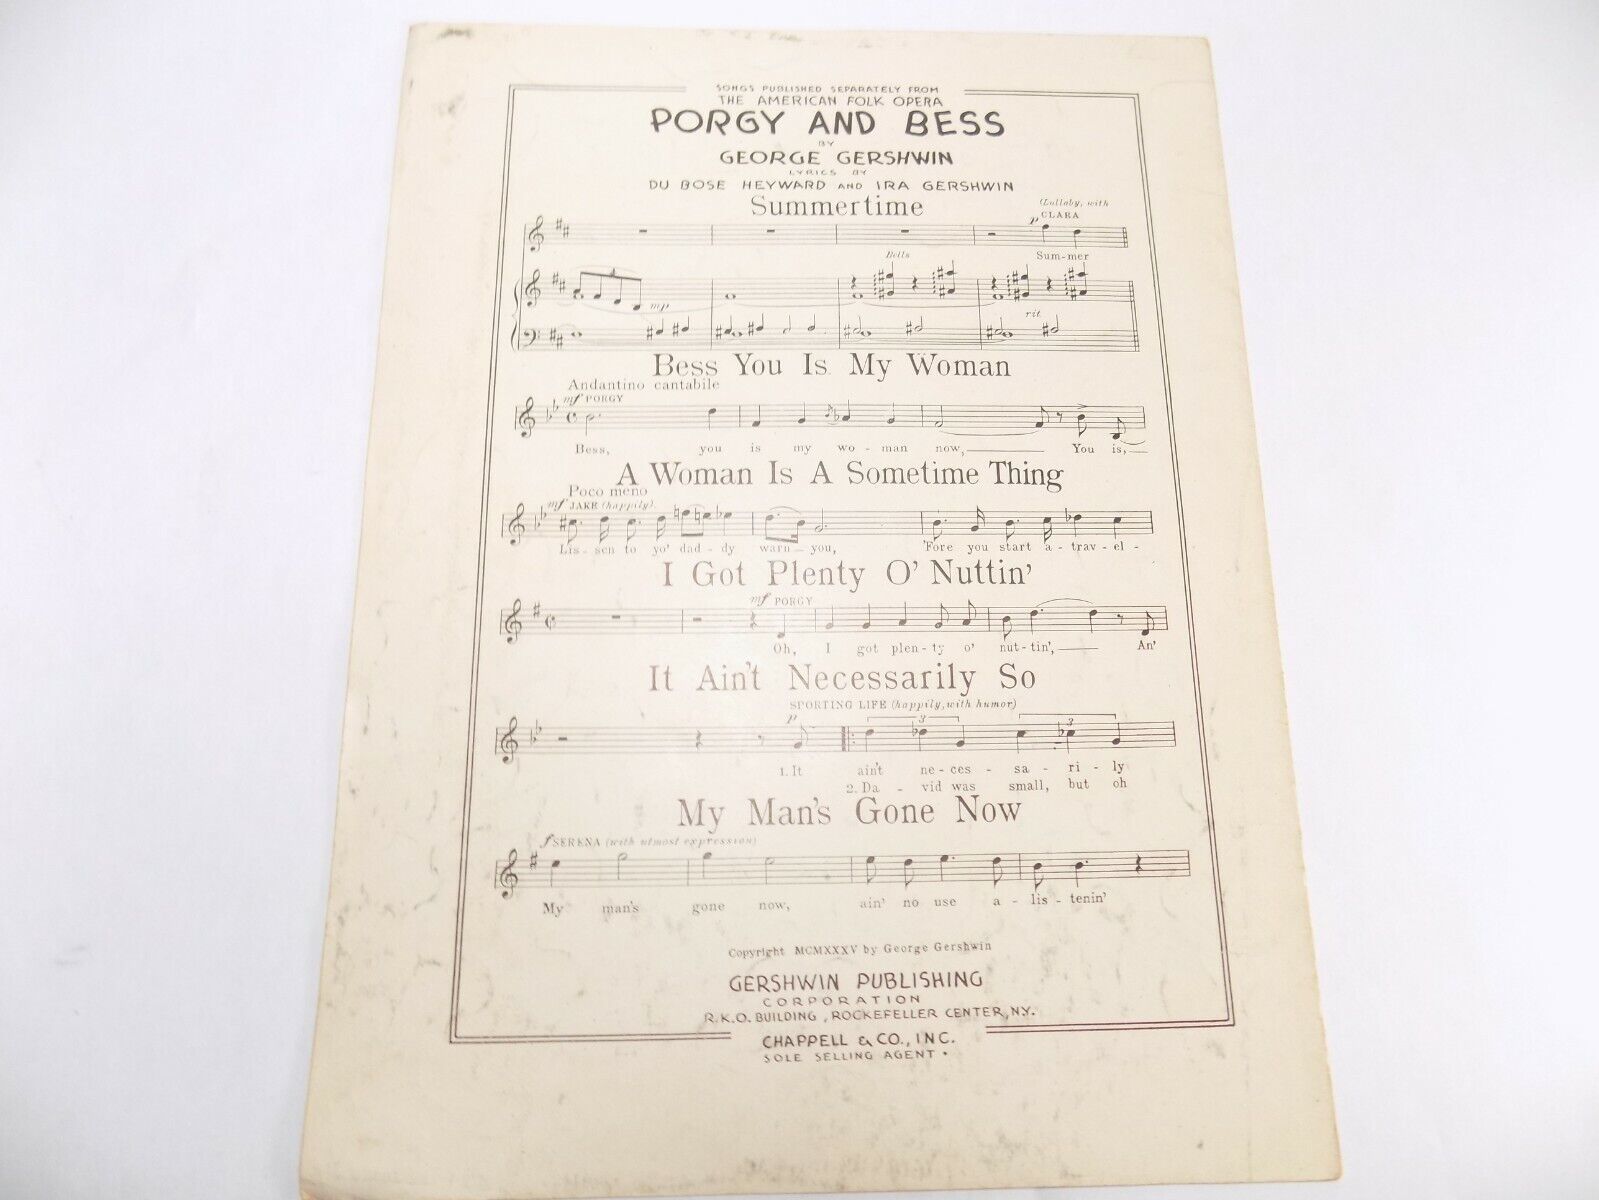 SONGS PUBLISHED SEPARATELY FROM
THE AMERICAN FOLK OPERA
PORGY AND BESS
BY
GEORGE GERSHWIN
LYRICS BY
DU BOSE HEYWARD AND IRA GERSHWIN
Summertime
(Lullaby, with
p CLARA
Sum-mer
Bells
mp
rit.
Bess You Is My Woman
Andantino cantabile
mf PORGY
Bess, you is my wo - man now, You is,
A Woman Is A Sometime Thing
Poco meno
mf JAKE (happily)
Lis - sen to yo' dad - dy warn you, 'Fore you start a - trav - el -
I Got Plenty O' Nuttin'
mf PORGY
Oh, I got plen - ty o' nut - tin', An'
It Ain't Necessarily So
SPORTING LIFE (happily, with humor)
p
3 3
1. It ain't ne - ces - sa - ri - ly
2. Da - vid was small, but oh
My Man's Gone Now
f SERENA (with utmost expression)
My man's gone now, ain' no use a - lis - tenin'
Copyright MCMXXXV by George Gershwin
GERSHWIN PUBLISHING
CORPORATION
R.K.O. BUILDING, ROCKEFELLER CENTER, N.Y.
CHAPPELL & CO., INC.
SOLE SELLING AGENT.